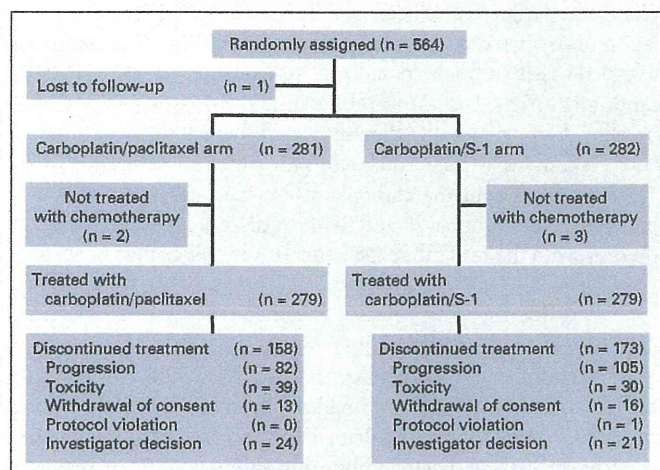 Randomly assigned (n = 564)
Lost to follow-up (n = 1)
Carboplatin/paclitaxel arm (n = 281)
Carboplatin/S-1 arm (n = 282)
Not treated
with chemotherapy
(n = 2)
Not treated
with chemotherapy
(n = 3)
Treated with
carboplatin/paclitaxel (n = 279)
Treated with
carboplatin/S-1 (n = 279)
Discontinued treatment (n = 158)
Progression (n = 82)
Toxicity (n = 39)
Withdrawal of consent (n = 13)
Protocol violation (n = 0)
Investigator decision (n = 24)
Discontinued treatment (n = 173)
Progression (n = 105)
Toxicity (n = 30)
Withdrawal of consent (n = 16)
Protocol violation (n = 1)
Investigator decision (n = 21)